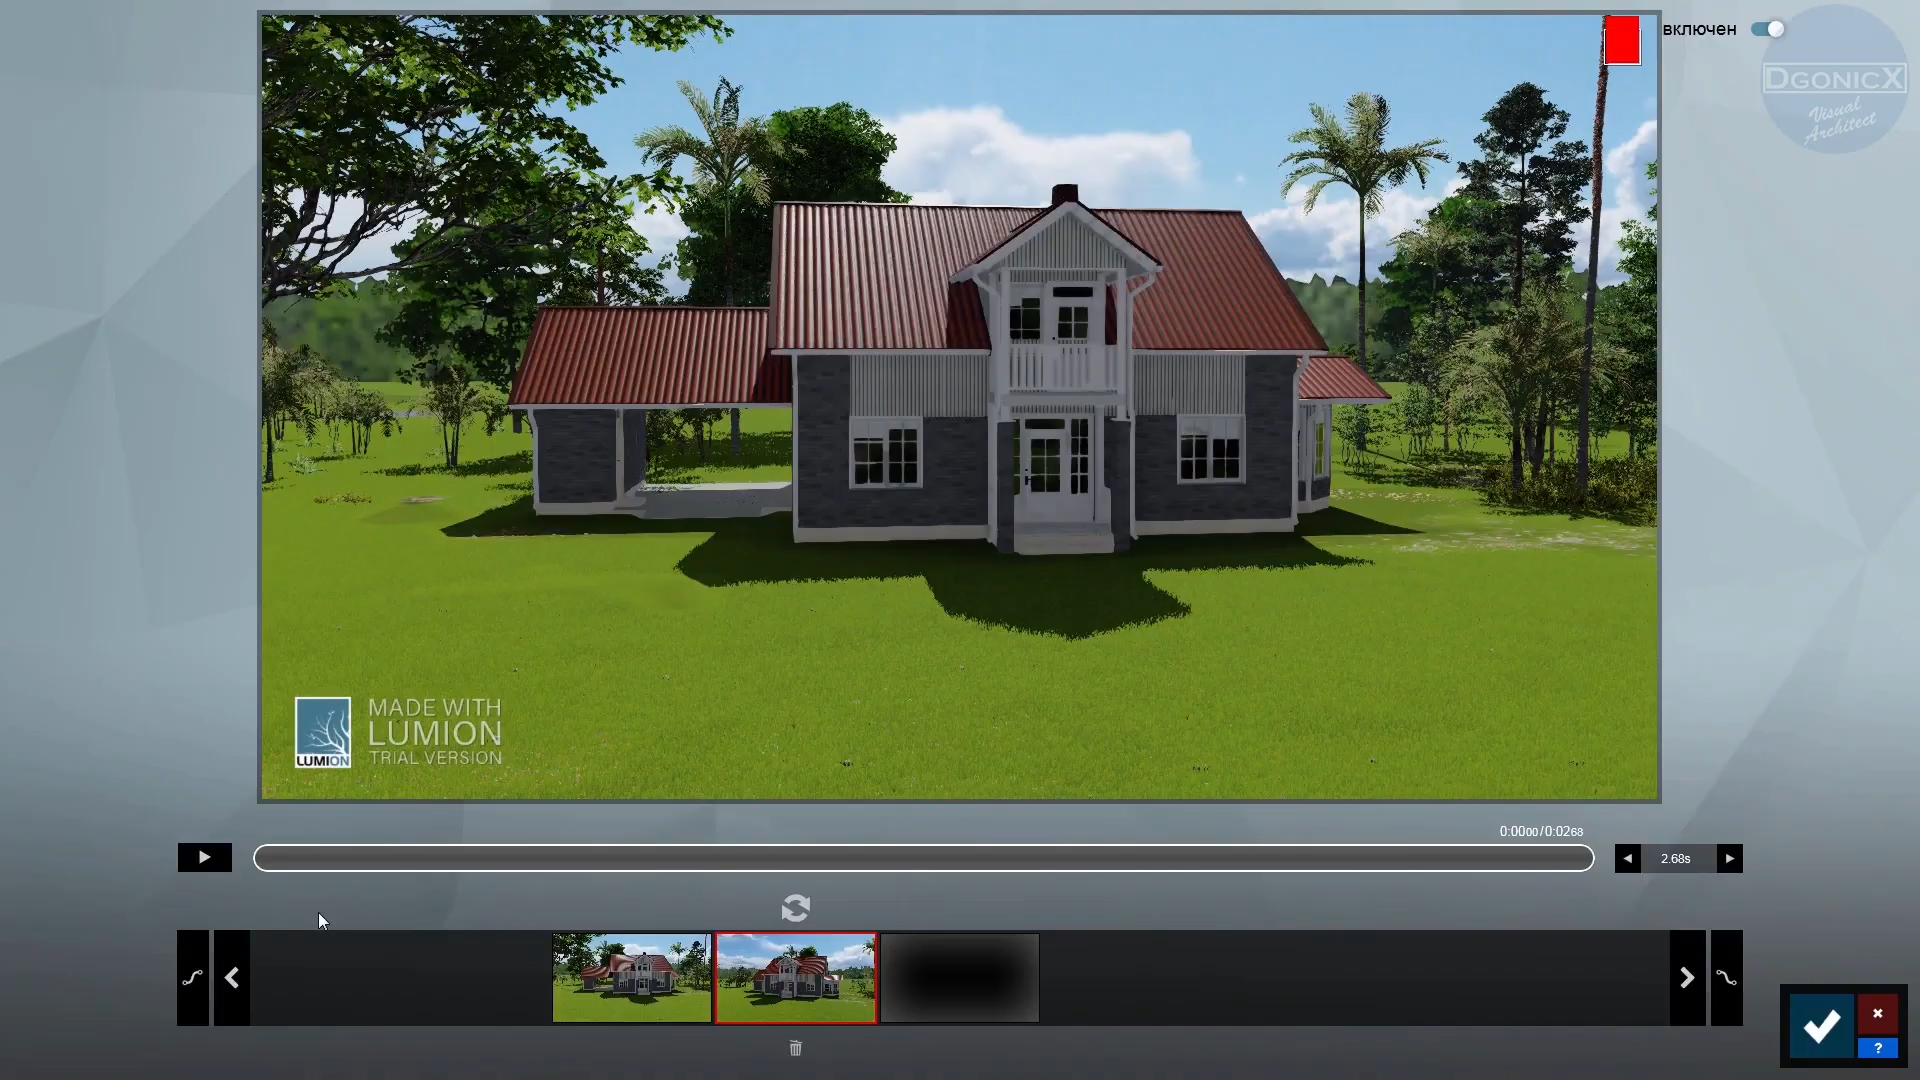 включен
DgonicX
Visual
Architect
MADE WITH
LUMION
TRIAL VERSION
LUMION
0:0000/0:0268
2.68s
?